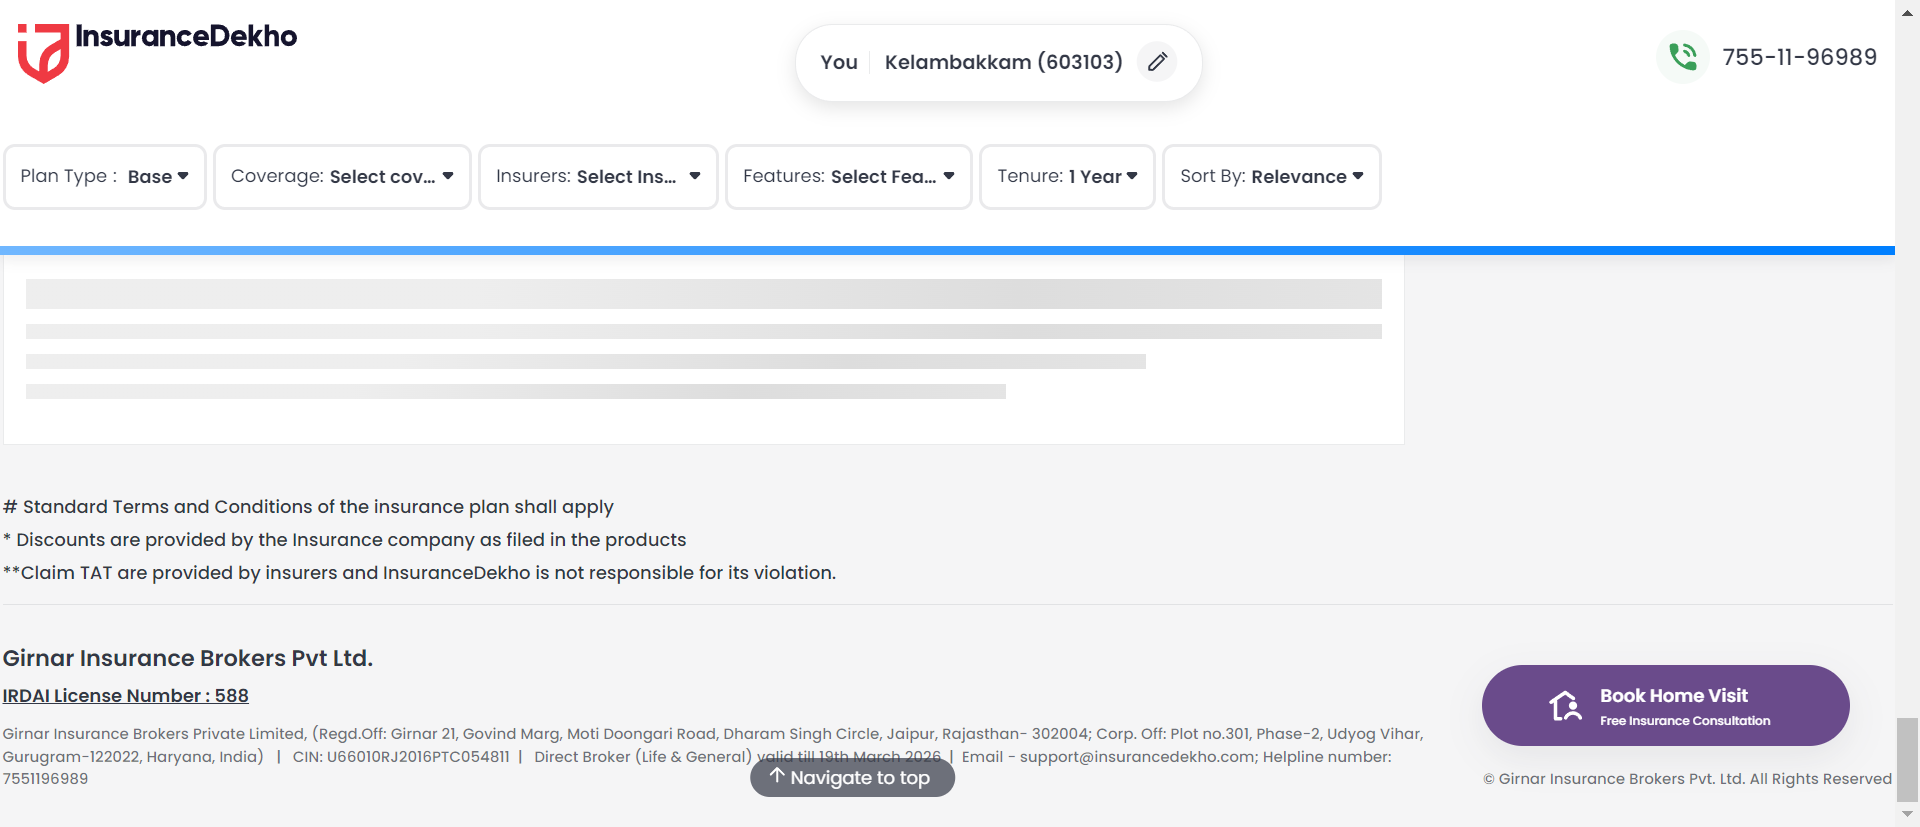 InsuranceDekho
You Kelambakkam (603103)
755-11-96989
Plan Type : Base
Coverage: Select cov...
Insurers: Select Ins...
Features: Select Fea...
Tenure: 1 Year
Sort By: Relevance
# Standard Terms and Conditions of the insurance plan shall apply
* Discounts are provided by the Insurance company as filed in the products
**Claim TAT are provided by insurers and InsuranceDekho is not responsible for its violation.
Girnar Insurance Brokers Pvt Ltd.
IRDAI License Number : 588
Girnar Insurance Brokers Private Limited, (Regd.Off: Girnar 21, Govind Marg, Moti Doongari Road, Dharam Singh Circle, Jaipur, Rajasthan- 302004; Corp. Off: Plot no.301, Phase-2, Udyog Vihar,
Gurugram-122022, Haryana, India) | CIN: U66010RJ2016PTC054811 | Direct Broker (Life & General) valid till 19th March 2026 | Email - support@insurancedekho.com; Helpline number:
7551196989
Navigate to top
Book Home Visit
Free Insurance Consultation
© Girnar Insurance Brokers Pvt. Ltd. All Rights Reserved